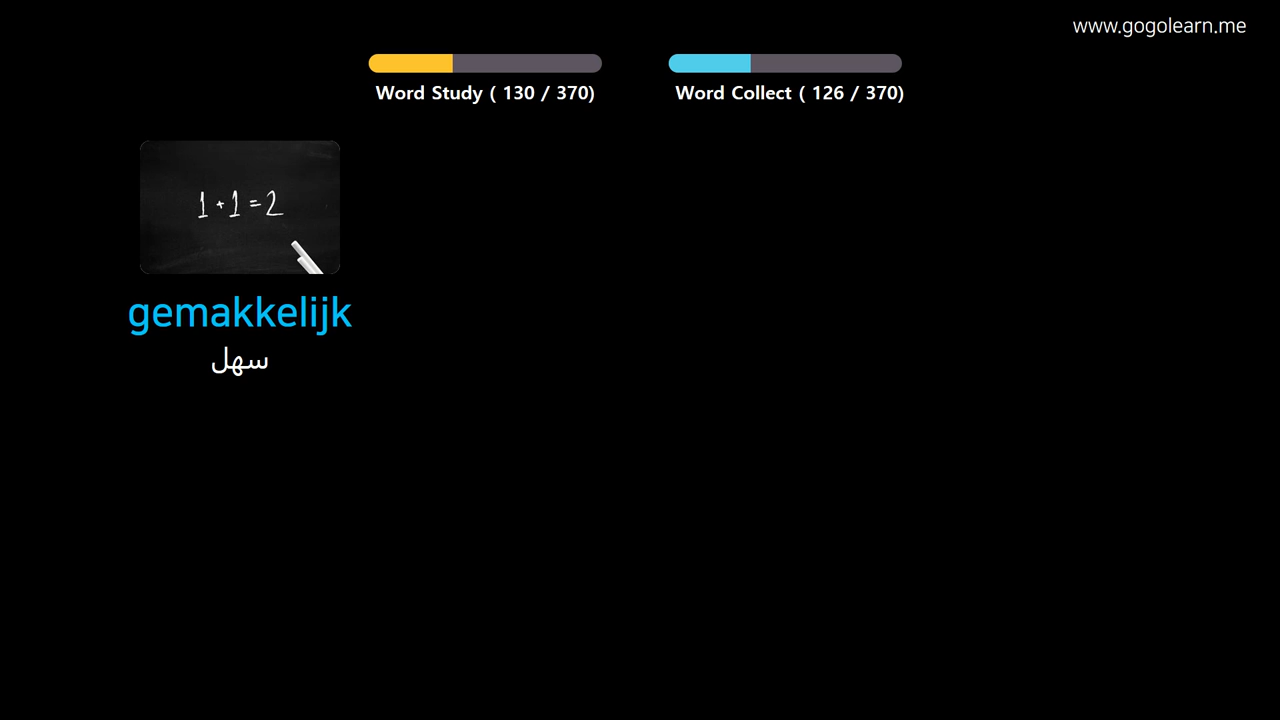 www.gogolearn.me
Word Study ( 130 / 370)
Word Collect ( 126 / 370)
1 + 1 = 2
gemakkelijk
سهل